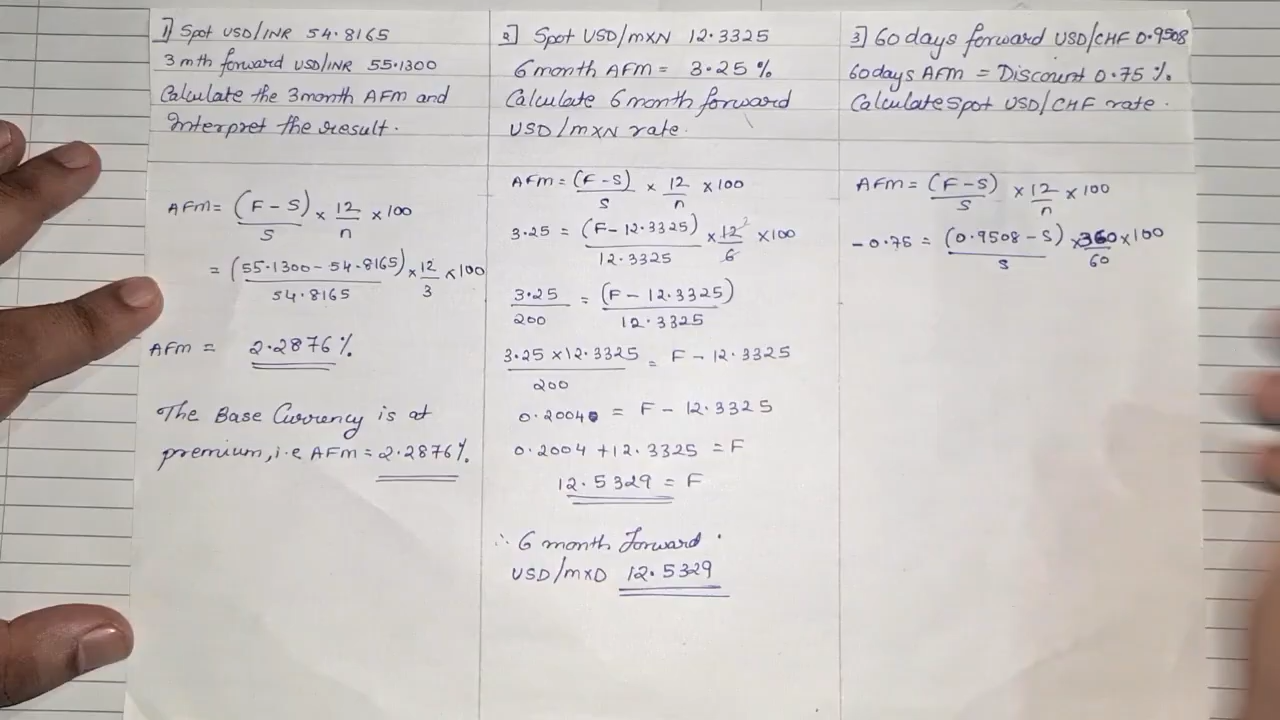 1] Spot USD/INR 54.8165
3 mth forward USD/INR 55.1300
Calculate the 3month AFM and
Interpret the result.
AFM = (F - S)/S × 12/n × 100
= (55.1300 - 54.8165)/54.8165 × 12/3 × 100
AFM = 2.2876%
The Base Currency is at
premium, i.e AFM = 2.2876%.
2] Spot USD/MXN 12.3325
6 month AFM = 3.25%
Calculate 6 month forward
USD/MXN rate.
AFM = (F - S)/S × 12/n × 100
3.25 = (F - 12.3325)/12.3325 × 12/6 2 × 100
3.25/200 = (F - 12.3325)/12.3325
3.25 × 12.3325/200 = F - 12.3325
0.2004 = F - 12.3325
0.2004 + 12.3325 = F
12.5329 = F
∴ 6 month Forward
USD/MXD 12.5329
3] 60 days forward USD/CHF 0.9508
60days AFM = Discount 0.75%.
Calculate Spot USD/CHF rate.
AFM = (F - S)/S × 12/n × 100
- 0.75 = (0.9508 - S)/S × 360/60 × 100